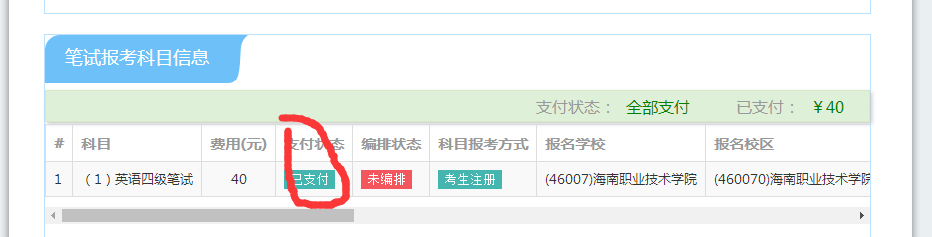 笔试报考科目信息
支付状态： 全部支付 已支付： ￥40
# 科目 费用(元) 支付状态 编排状态 科目报考方式 报名学校 报名校区
1 （1）英语四级笔试 40 已支付 未编排 考生注册 (46007)海南职业技术学院 (460070)海南职业技术学院